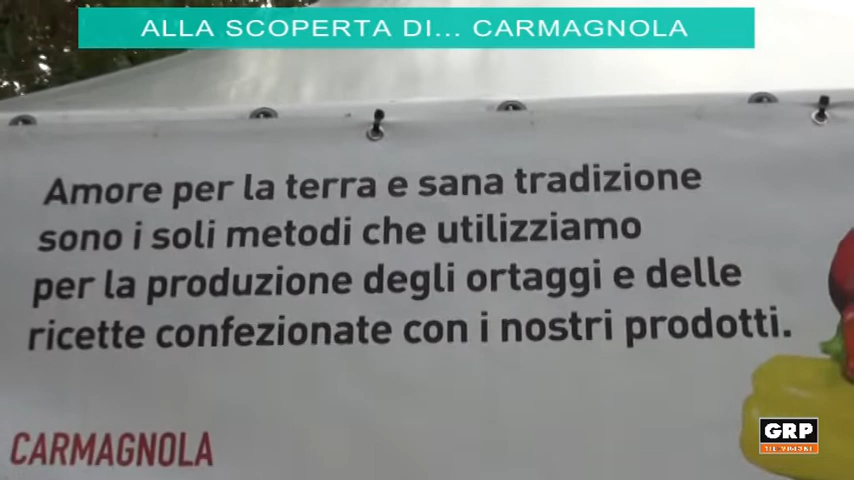 ALLA SCOPERTA DI... CARMAGNOLA
Amore per la terra e sana tradizione
sono i soli metodi che utilizziamo
per la produzione degli ortaggi e delle
ricette confezionate con i nostri prodotti.
CARMAGNOLA
GRP
TELEVISIONE